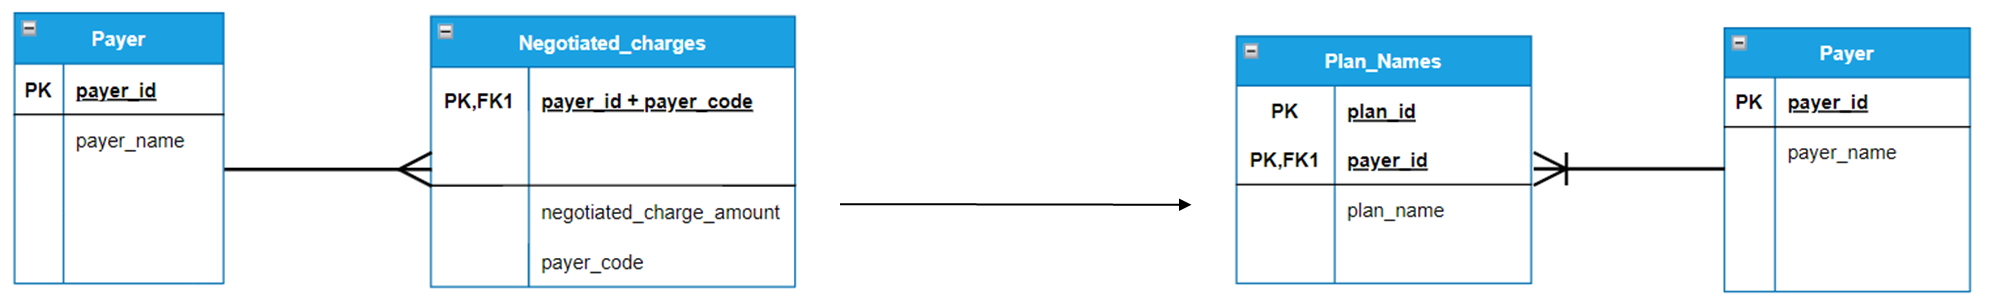 Payer
PK payer_id
payer_name
Negotiated_charges
PK,FK1 payer_id + payer_code
negotiated_charge_amount
payer_code
Plan_Names
PK plan_id
PK,FK1 payer_id
plan_name
Payer
PK payer_id
payer_name